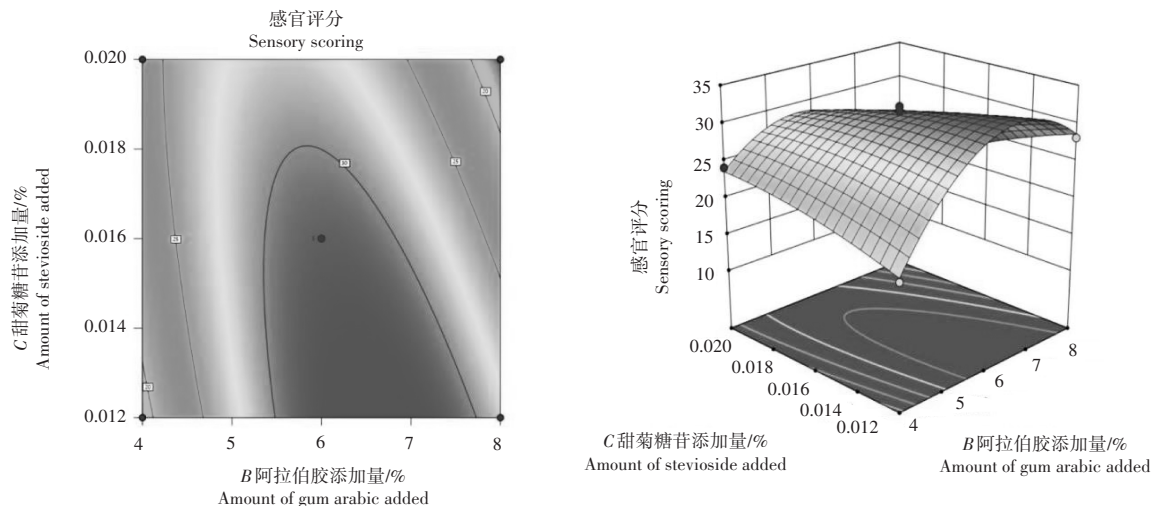 感官评分
Sensory scoring
0.020
0.018
0.016
0.014
0.012
4
5
6
7
8
C甜菊糖苷添加量/%
Amount of stevioside added
B阿拉伯胶添加量/%
Amount of gum arabic added
35
30
25
20
15
10
感官评分
Sensory scoring
0.020
0.018
0.016
0.014
0.012
4
5
6
7
8
C甜菊糖苷添加量/%
Amount of stevioside added
B阿拉伯胶添加量/%
Amount of gum arabic added